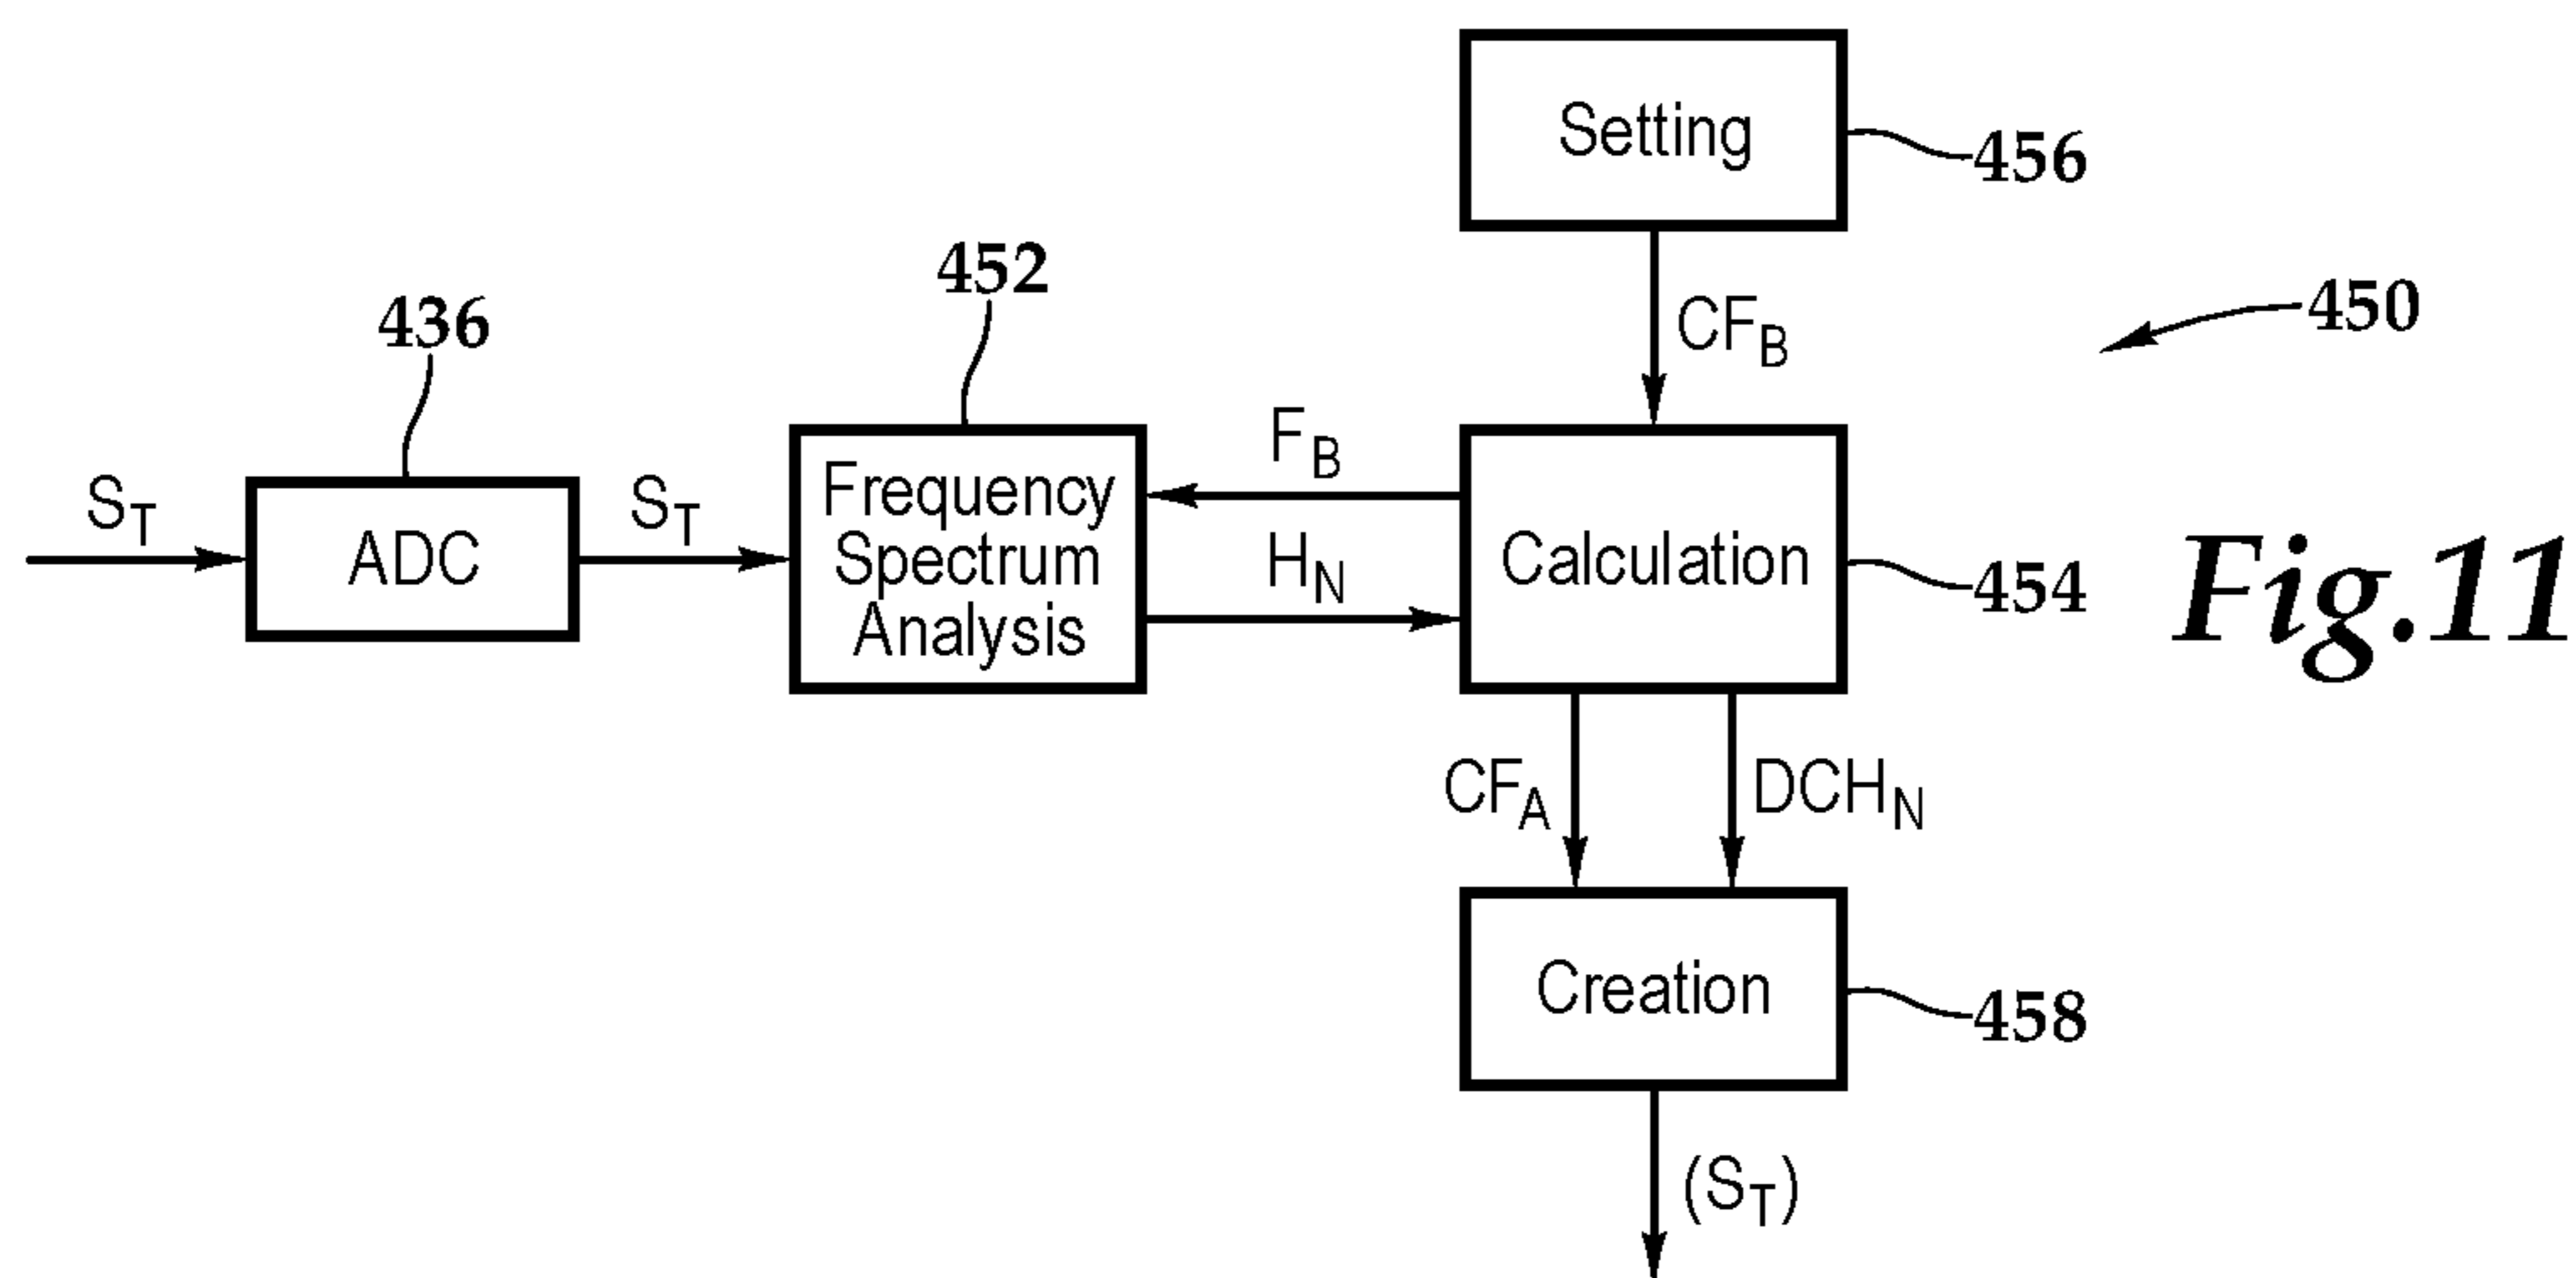 Setting
456
452
450
436
CF_B
F_B
S_T
S_T
Frequency
Spectrum
Analysis
ADC
H_N
Calculation
454
Fig.11
CF_A
DCH_N
Creation
458
(S_T)